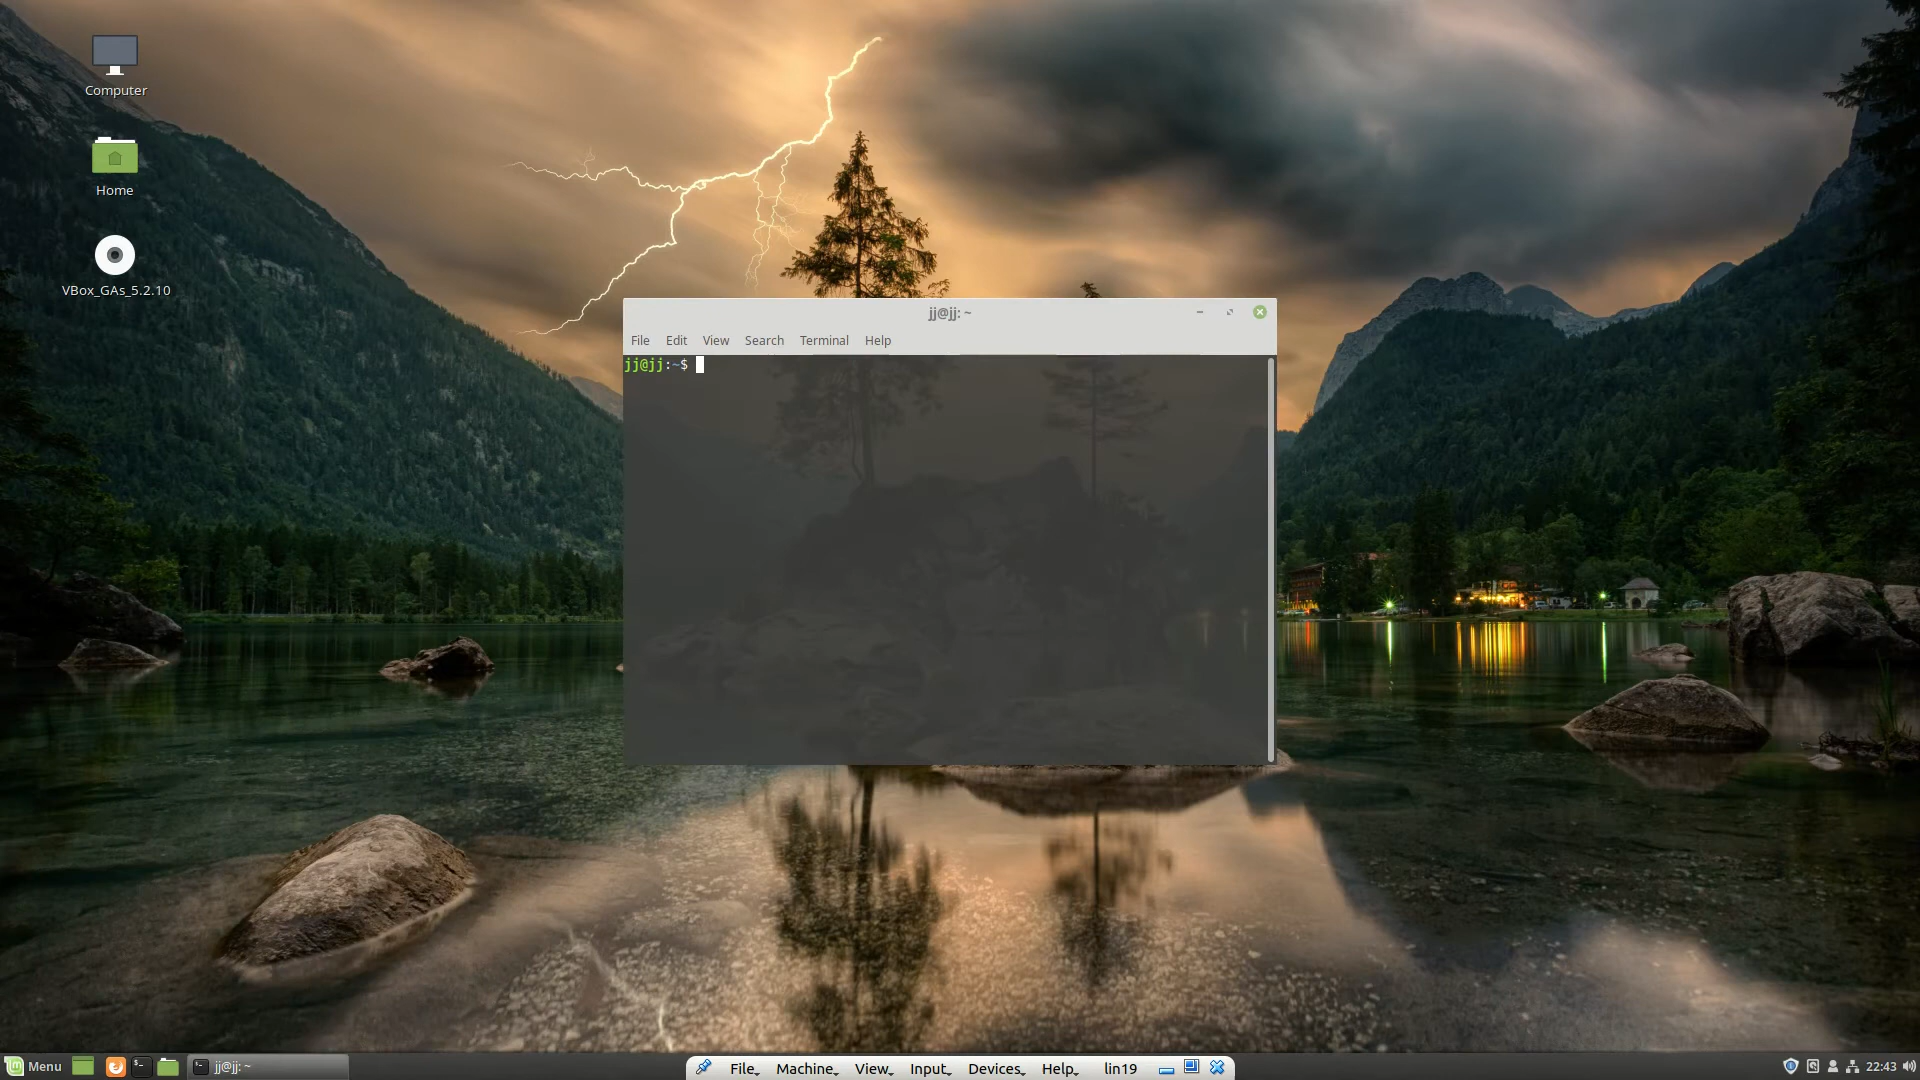 Computer
Home
VBox_GAs_5.2.10
jj@jj: ~
File Edit View Search Terminal Help
jj@jj:~$
Menu
jj@jj: ~
File Machine View Input Devices Help lin19
22:43